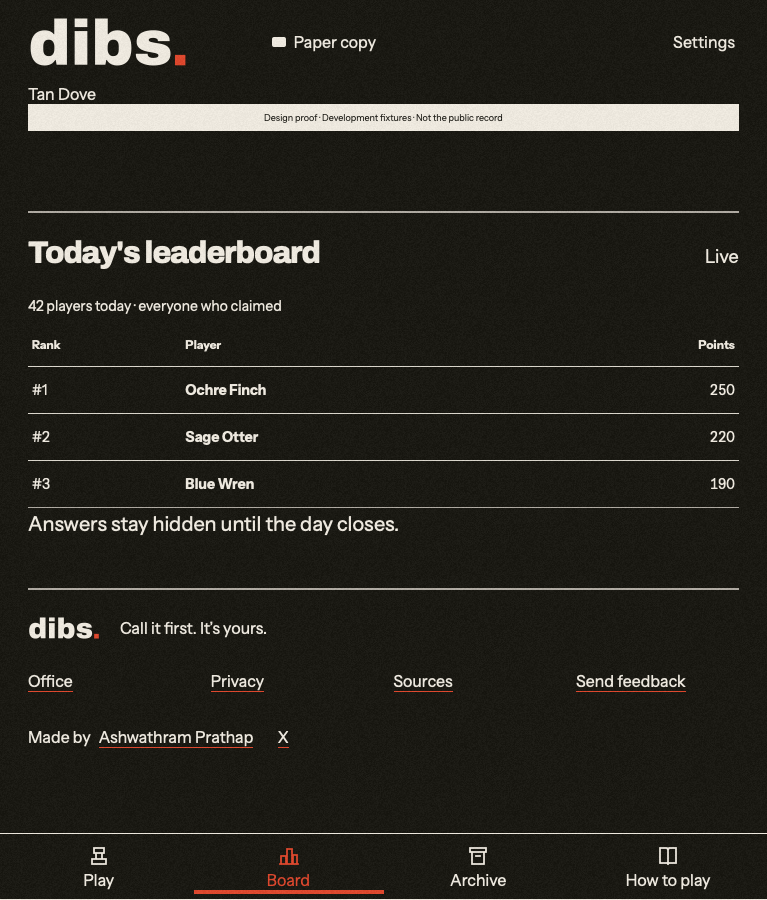 dibs.
Paper copy
Settings
Tan Dove
Design proof · Development fixtures · Not the public record
Today's leaderboard
Live
42 players today · everyone who claimed
Rank Player Points
#1 Ochre Finch 250
#2 Sage Otter 220
#3 Blue Wren 190
Answers stay hidden until the day closes.
dibs. Call it first. It's yours.
Office Privacy Sources Send feedback
Made by Ashwathram Prathap X
Play Board Archive How to play